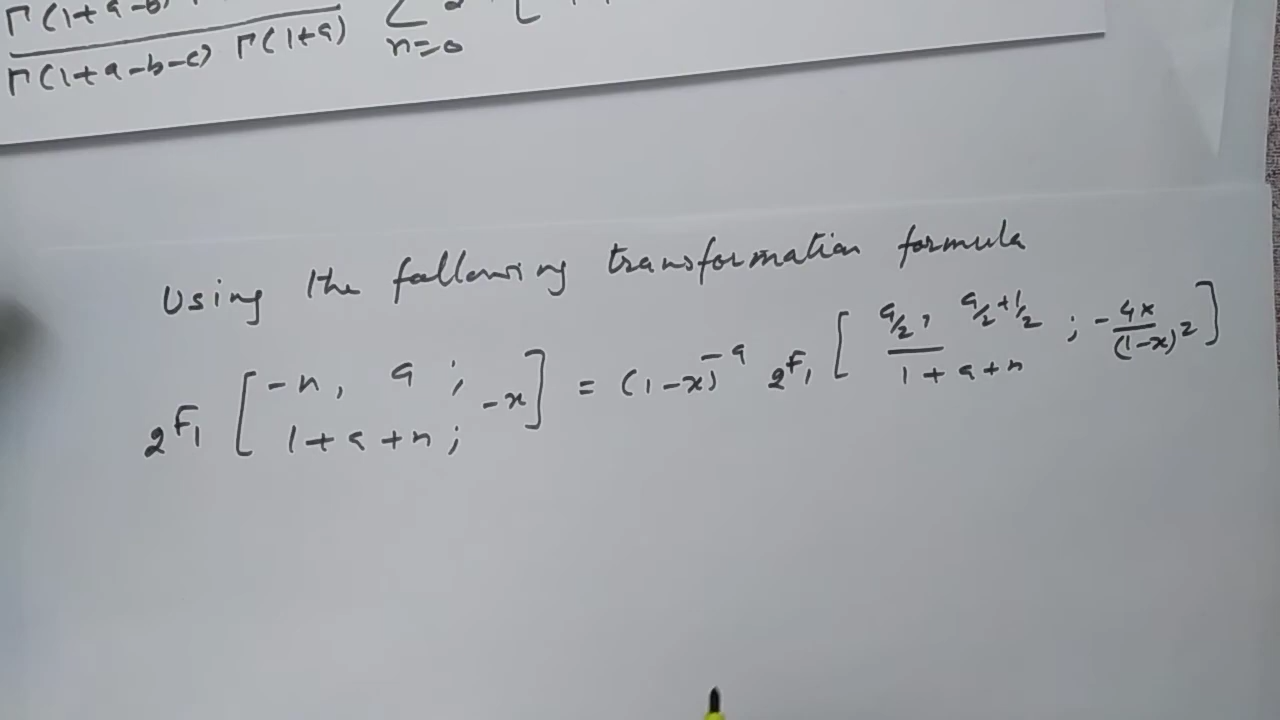 Γ(1+a-b)
Γ(1+a-b-c) Γ(1+a) Σ n=0 [
Using the following transformation formula
₂F₁ [ -n, a ; 1+a+n ; -x ] = (1-x)^-a ₂F₁ [ a/2, a/2+1/2 ; 1+a+n -4x/(1-x)² ]